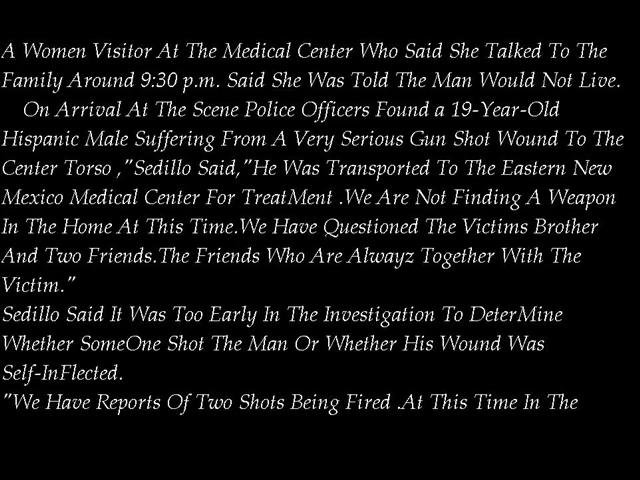 A Women Visitor At The Medical Center Who Said She Talked To The
Family Around 9:30 p.m. Said She Was Told The Man Would Not Live.
On Arrival At The Scene Police Officers Found a 19-Year-Old
Hispanic Male Suffering From A Very Serious Gun Shot Wound To The
Center Torso ,"Sedillo Said,"He Was Transported To The Eastern New
Mexico Medical Center For TreatMent .We Are Not Finding A Weapon
In The Home At This Time.We Have Questioned The Victims Brother
And Two Friends.The Friends Who Are Alwayz Together With The
Victim."
Sedillo Said It Was Too Early In The Investigation To DeterMine
Whether SomeOne Shot The Man Or Whether His Wound Was
Self-InFlected.
"We Have Reports Of Two Shots Being Fired .At This Time In The